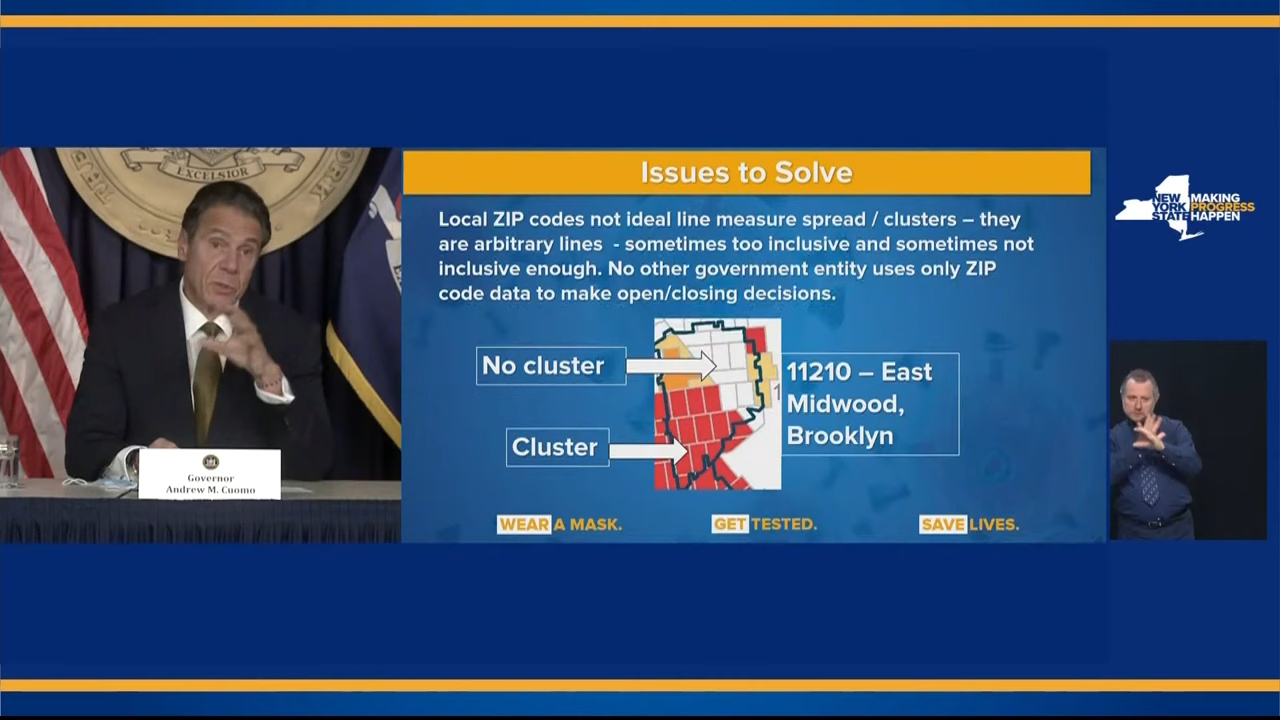 EXCELSIOR
Governor
Andrew M. Cuomo
Issues to Solve
Local ZIP codes not ideal line measure spread / clusters – they
are arbitrary lines - sometimes too inclusive and sometimes not
inclusive enough. No other government entity uses only ZIP
code data to make open/closing decisions.
No cluster
Cluster
11210 – East
Midwood,
Brooklyn
WEAR A MASK.
GET TESTED.
SAVE LIVES.
NEW
YORK
STATE
MAKING
PROGRESS
HAPPEN